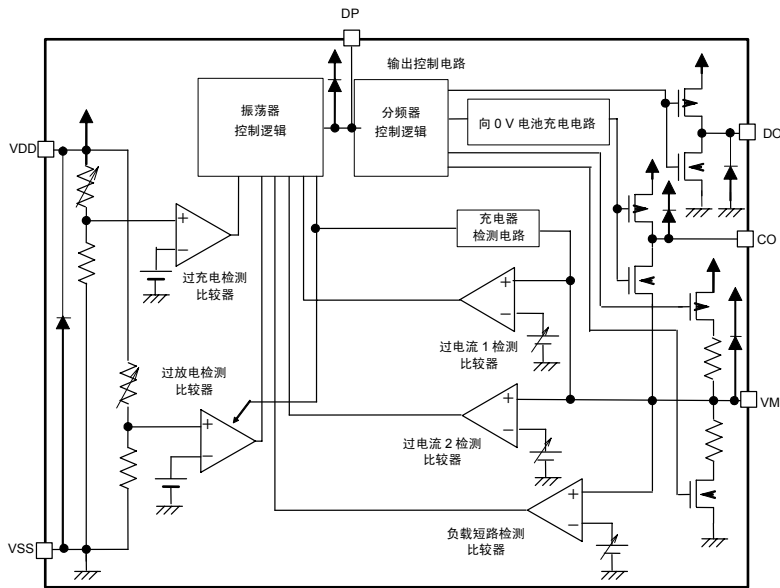 DP
输出控制电路
振荡器
控制逻辑
分频器
控制逻辑
向 0 V 电池充电电路
DO
VDD
充电器
检测电路
CO
过充电检测
比较器
过电流 1 检测
比较器
过放电检测
比较器
VM
过电流 2 检测
比较器
负载短路检测
比较器
VSS
+
−
+
−
+
−
+
−
+
−